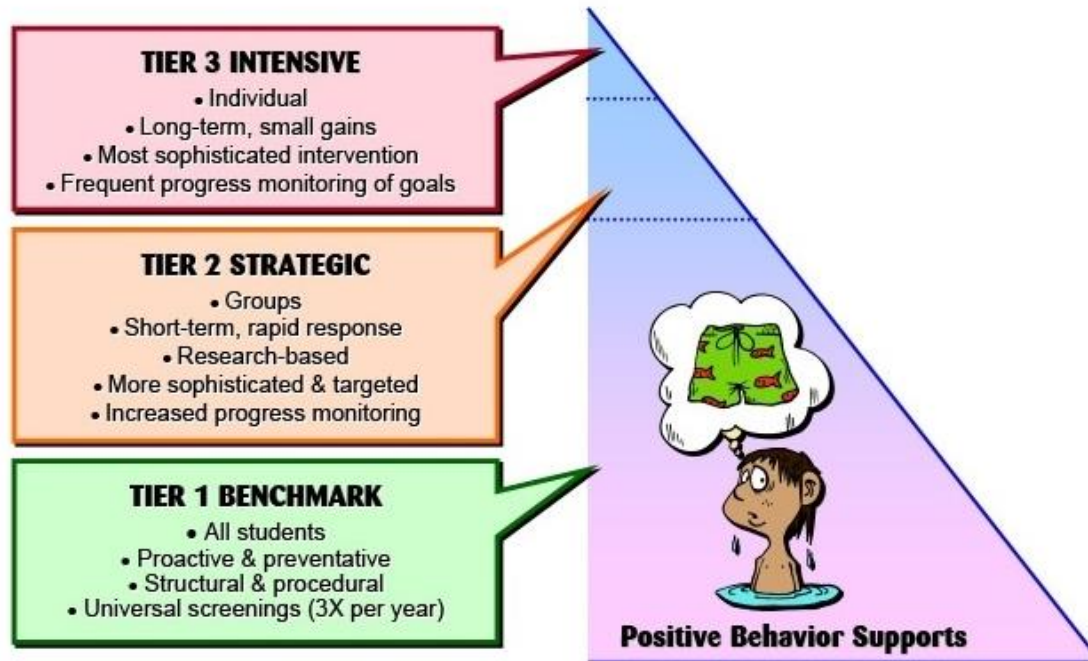 TIER 3 INTENSIVE
• Individual
• Long-term, small gains
• Most sophisticated intervention
• Frequent progress monitoring of goals
TIER 2 STRATEGIC
• Groups
• Short-term, rapid response
• Research-based
• More sophisticated & targeted
• Increased progress monitoring
TIER 1 BENCHMARK
• All students
• Proactive & preventative
• Structural & procedural
• Universal screenings (3X per year)
Positive Behavior Supports